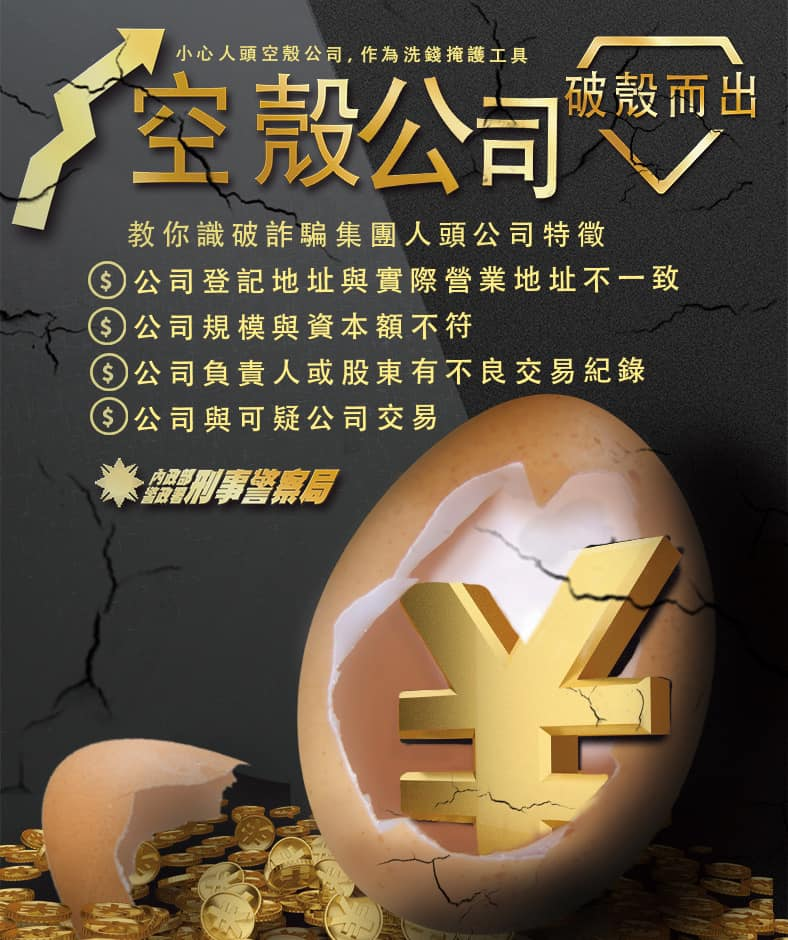 小心人頭空殼公司, 作為洗錢掩護工具
空殼公司
破殼而出
教你識破詐騙集團人頭公司特徵
$ 公司登記地址與實際營業地址不一致
$ 公司規模與資本額不符
$ 公司負責人或股東有不良交易紀錄
$ 公司與可疑公司交易
內政部
警政署
刑事警察局
¥